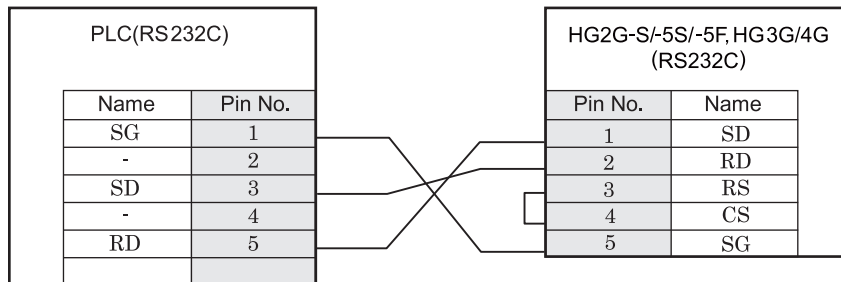 PLC(RS232C)
Name Pin No.
SG 1
- 2
SD 3
- 4
RD 5
HG2G-S/-5S/-5F, HG3G/4G
(RS232C)
Pin No. Name
1 SD
2 RD
3 RS
4 CS
5 SG